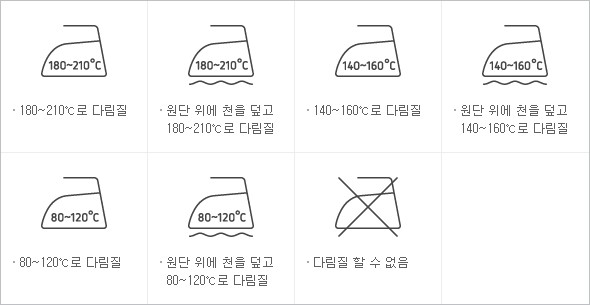 180~210℃
180~210℃
140~160℃
140~160℃
· 180~210℃로 다림질
· 원단 위에 천을 덮고
180~210℃로 다림질
· 140~160℃로 다림질
· 원단 위에 천을 덮고
140~160℃로 다림질
80~120℃
80~120℃
· 80~120℃로 다림질
· 원단 위에 천을 덮고
80~120℃로 다림질
· 다림질 할 수 없음